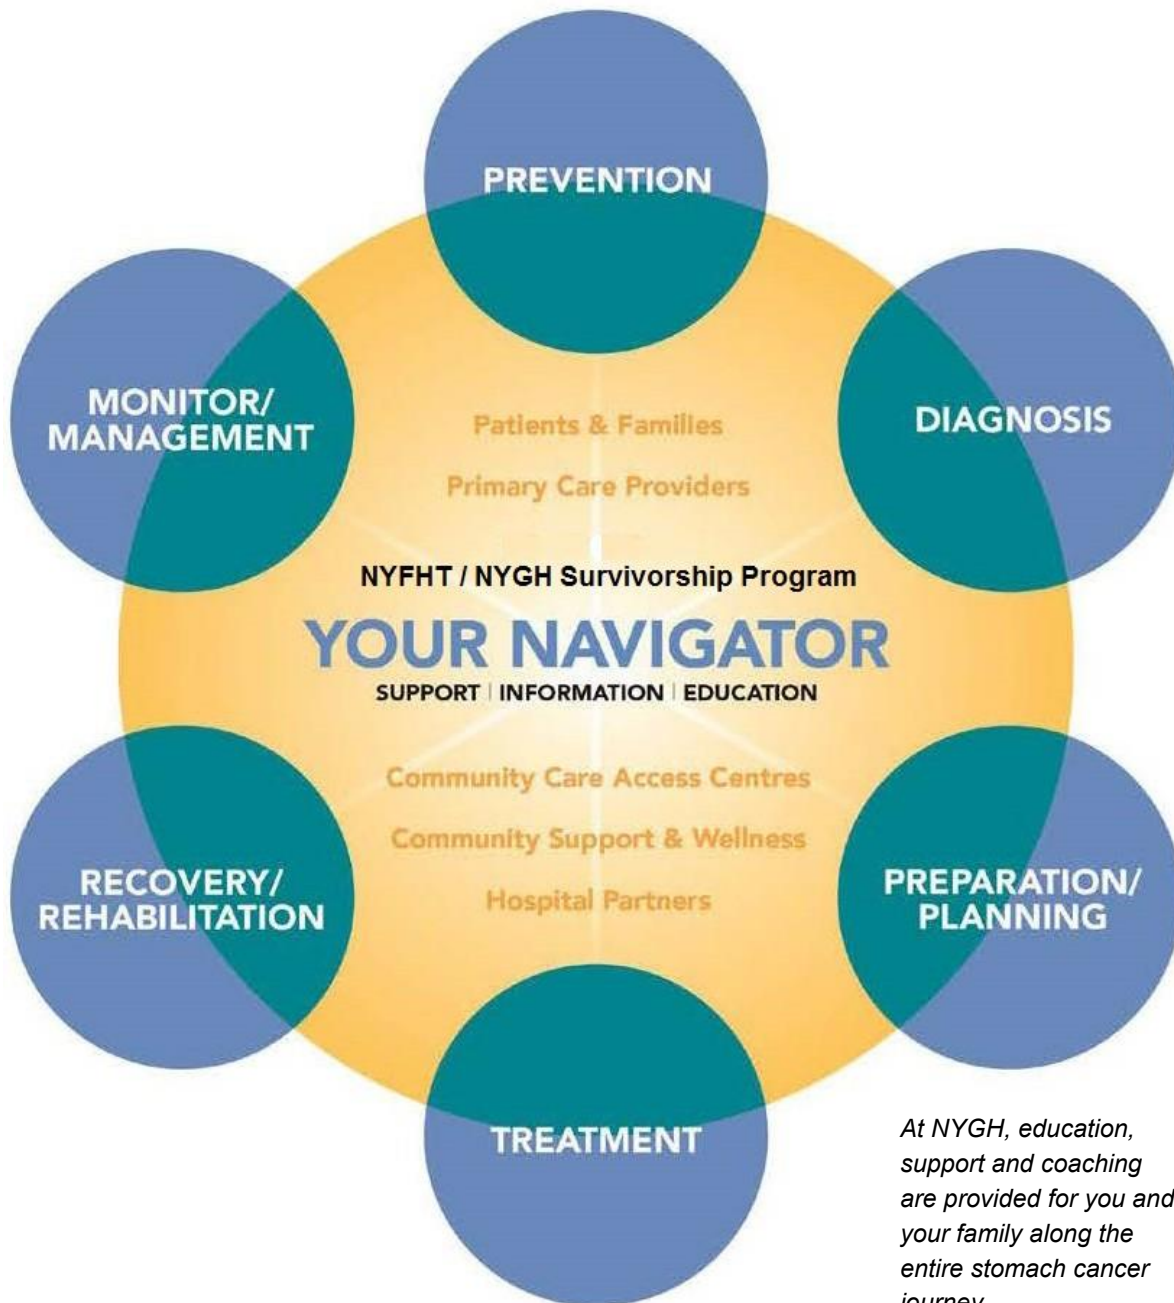 PREVENTION
MONITOR/
MANAGEMENT
DIAGNOSIS
Patients & Families
Primary Care Providers
NYFHT / NYGH Survivorship Program
YOUR NAVIGATOR
SUPPORT | INFORMATION | EDUCATION
Community Care Access Centres
Community Support & Wellness
Hospital Partners
RECOVERY/
REHABILITATION
PREPARATION/
PLANNING
TREATMENT
At NYGH, education,
support and coaching
are provided for you and
your family along the
entire stomach cancer
journey